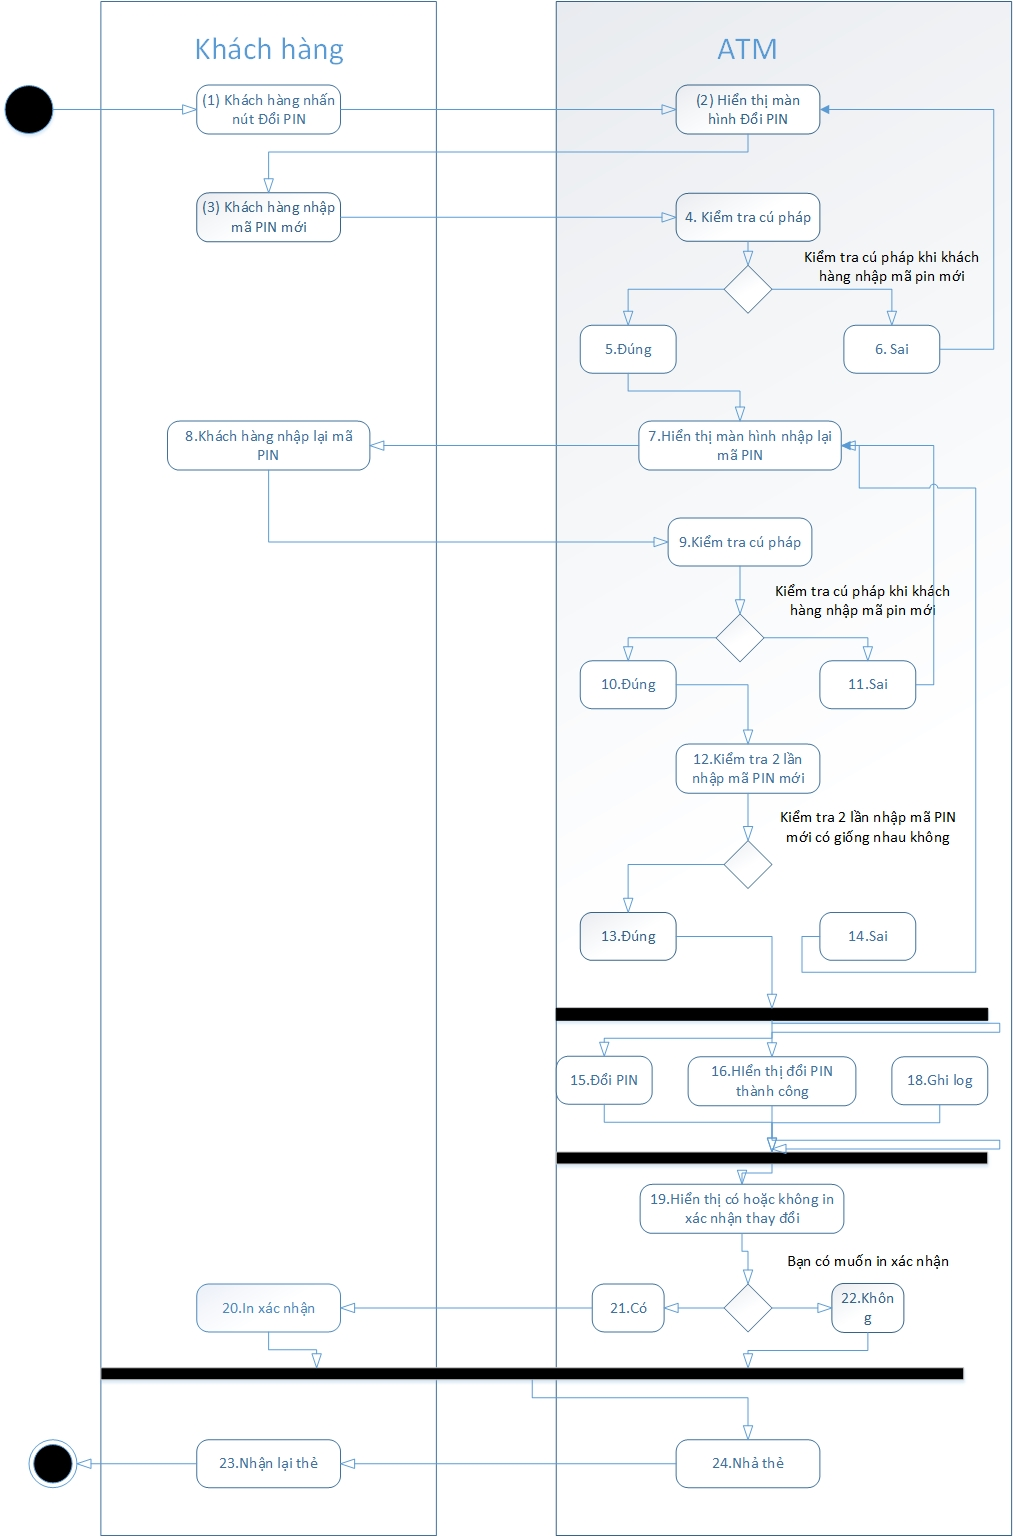 Khách hàng
ATM
(1) Khách hàng nhấn
nút Đổi PIN
(2) Hiển thị màn
hình Đổi PIN
(3) Khách hàng nhập
mã PIN mới
4. Kiểm tra cú pháp
Kiểm tra cú pháp khi khách
hàng nhập mã pin mới
5.Đúng
6. Sai
8.Khách hàng nhập lại mã
PIN
7.Hiển thị màn hình nhập lại
mã PIN
9.Kiểm tra cú pháp
Kiểm tra cú pháp khi khách
hàng nhập mã pin mới
10.Đúng
11.Sai
12.Kiểm tra 2 lần
nhập mã PIN mới
Kiểm tra 2 lần nhập mã PIN
mới có giống nhau không
13.Đúng
14.Sai
15.Đổi PIN
16.HIển thị đổi PIN
thành công
18.Ghi log
19.Hiển thị có hoặc không in
xác nhận thay đổi
Bạn có muốn in xác nhận
20.In xác nhận
21.Có
22.Khôn
g
23.Nhận lại thẻ
24.Nhả thẻ